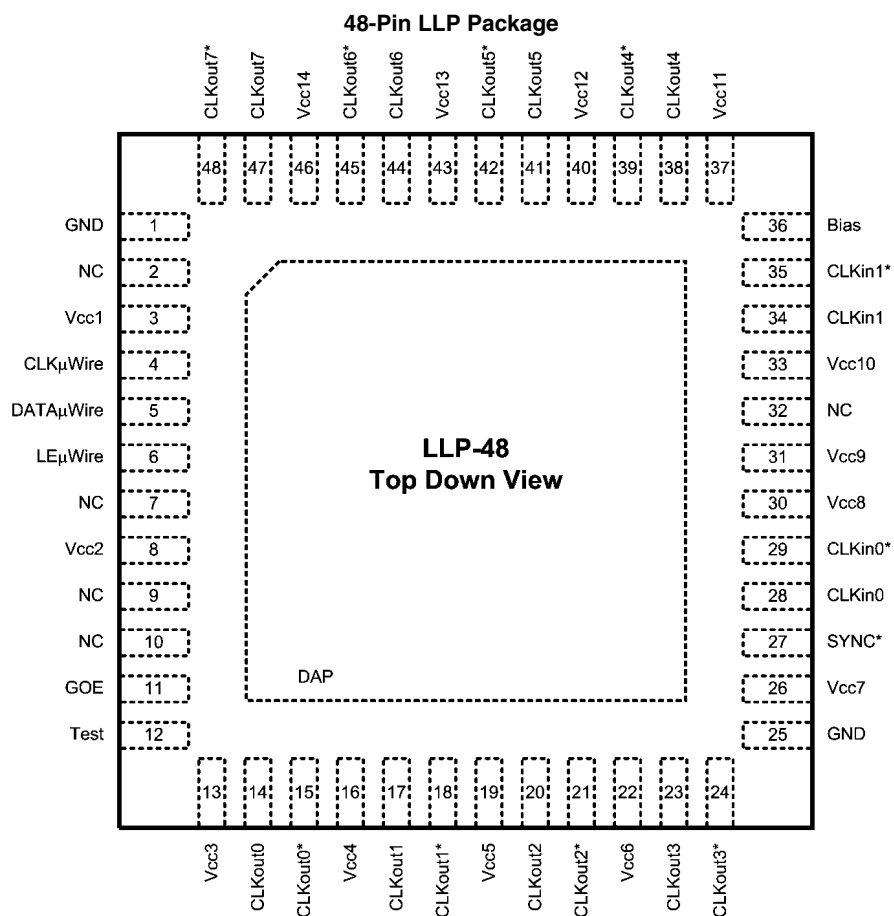 48-Pin LLP Package
CLKout7*
CLKout7
Vcc14
CLKout6*
CLKout6
Vcc13
CLKout5*
CLKout5
Vcc12
CLKout4*
CLKout4
Vcc11
48
47
46
45
44
43
42
41
40
39
38
37
GND 1
NC 2
Vcc1 3
CLKμWire 4
DATAμWire 5
LEμWire 6
NC 7
Vcc2 8
NC 9
NC 10
GOE 11
Test 12
LLP-48
Top Down View
DAP
36 Bias
35 CLKin1*
34 CLKin1
33 Vcc10
32 NC
31 Vcc9
30 Vcc8
29 CLKin0*
28 CLKin0
27 SYNC*
26 Vcc7
25 GND
13
14
15
16
17
18
19
20
21
22
23
24
Vcc3
CLKout0
CLKout0*
Vcc4
CLKout1
CLKout1*
Vcc5
CLKout2
CLKout2*
Vcc6
CLKout3
CLKout3*